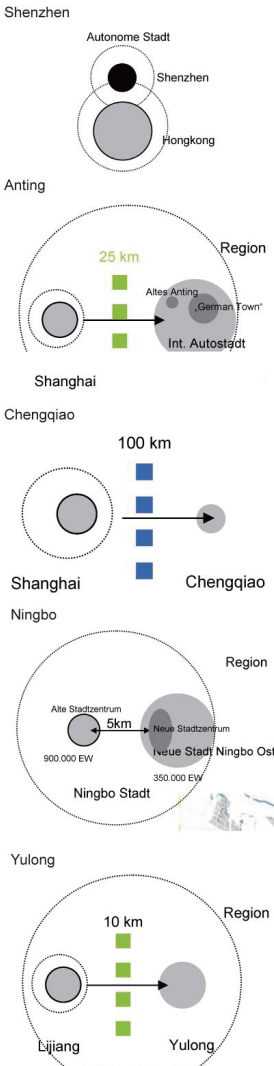 Shenzhen
Autonome Stadt
Shenzhen
Hongkong
Anting
Region
25 km
Altes Anting
„German Town“
Int. Autostadt
Shanghai
Chengqiao
100 km
Shanghai
Chengqiao
Ningbo
Region
Alte Stadtzentrum
5km
Neue Stadtzentrum
Neue Stadt Ningbo Ost
900.000 EW
350.000 EW
Ningbo Stadt
Yulong
Region
10 km
Lijiang
Yulong